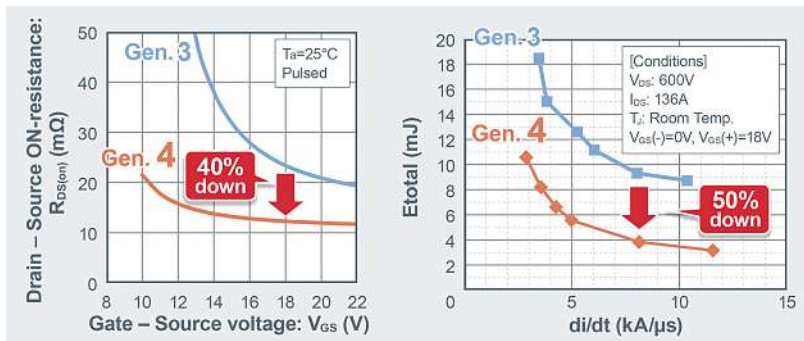 Drain – Source ON-resistance:
RDS(on) (mΩ)
50
40
30
20
10
0
8
10
12
14
16
18
20
22
Gate – Source voltage: VGS (V)
Gen. 3
Gen. 4
Ta=25°C
Pulsed
40%
down
Etotal (mJ)
20
18
16
14
12
10
8
6
4
2
0
5
10
15
di/dt (kA/µs)
Gen. 3
Gen. 4
[Conditions]
VDS: 600V
IDS: 136A
TJ: Room Temp.
VGS(-)=0V, VGS(+)=18V
50%
down